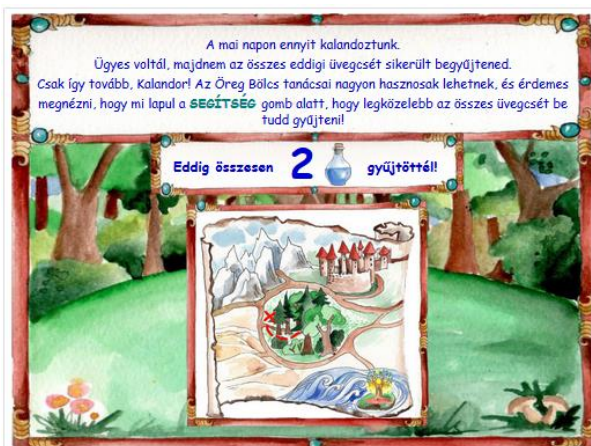 A mai napon ennyit kalandoztunk.
Ügyes voltál, majdnem az összes eddigi üvegcsét sikerült begyűjtened.
Csak így tovább, Kalandor! Az Öreg Bölcs tanácsai nagyon hasznosak lehetnek, és érdemes
megnézni, hogy mi lapul a SEGÍTSÉG gomb alatt, hogy legközelebb az összes üvegcsét be
tudd gyűjteni!
Eddig összesen 2 gyűjtöttél!